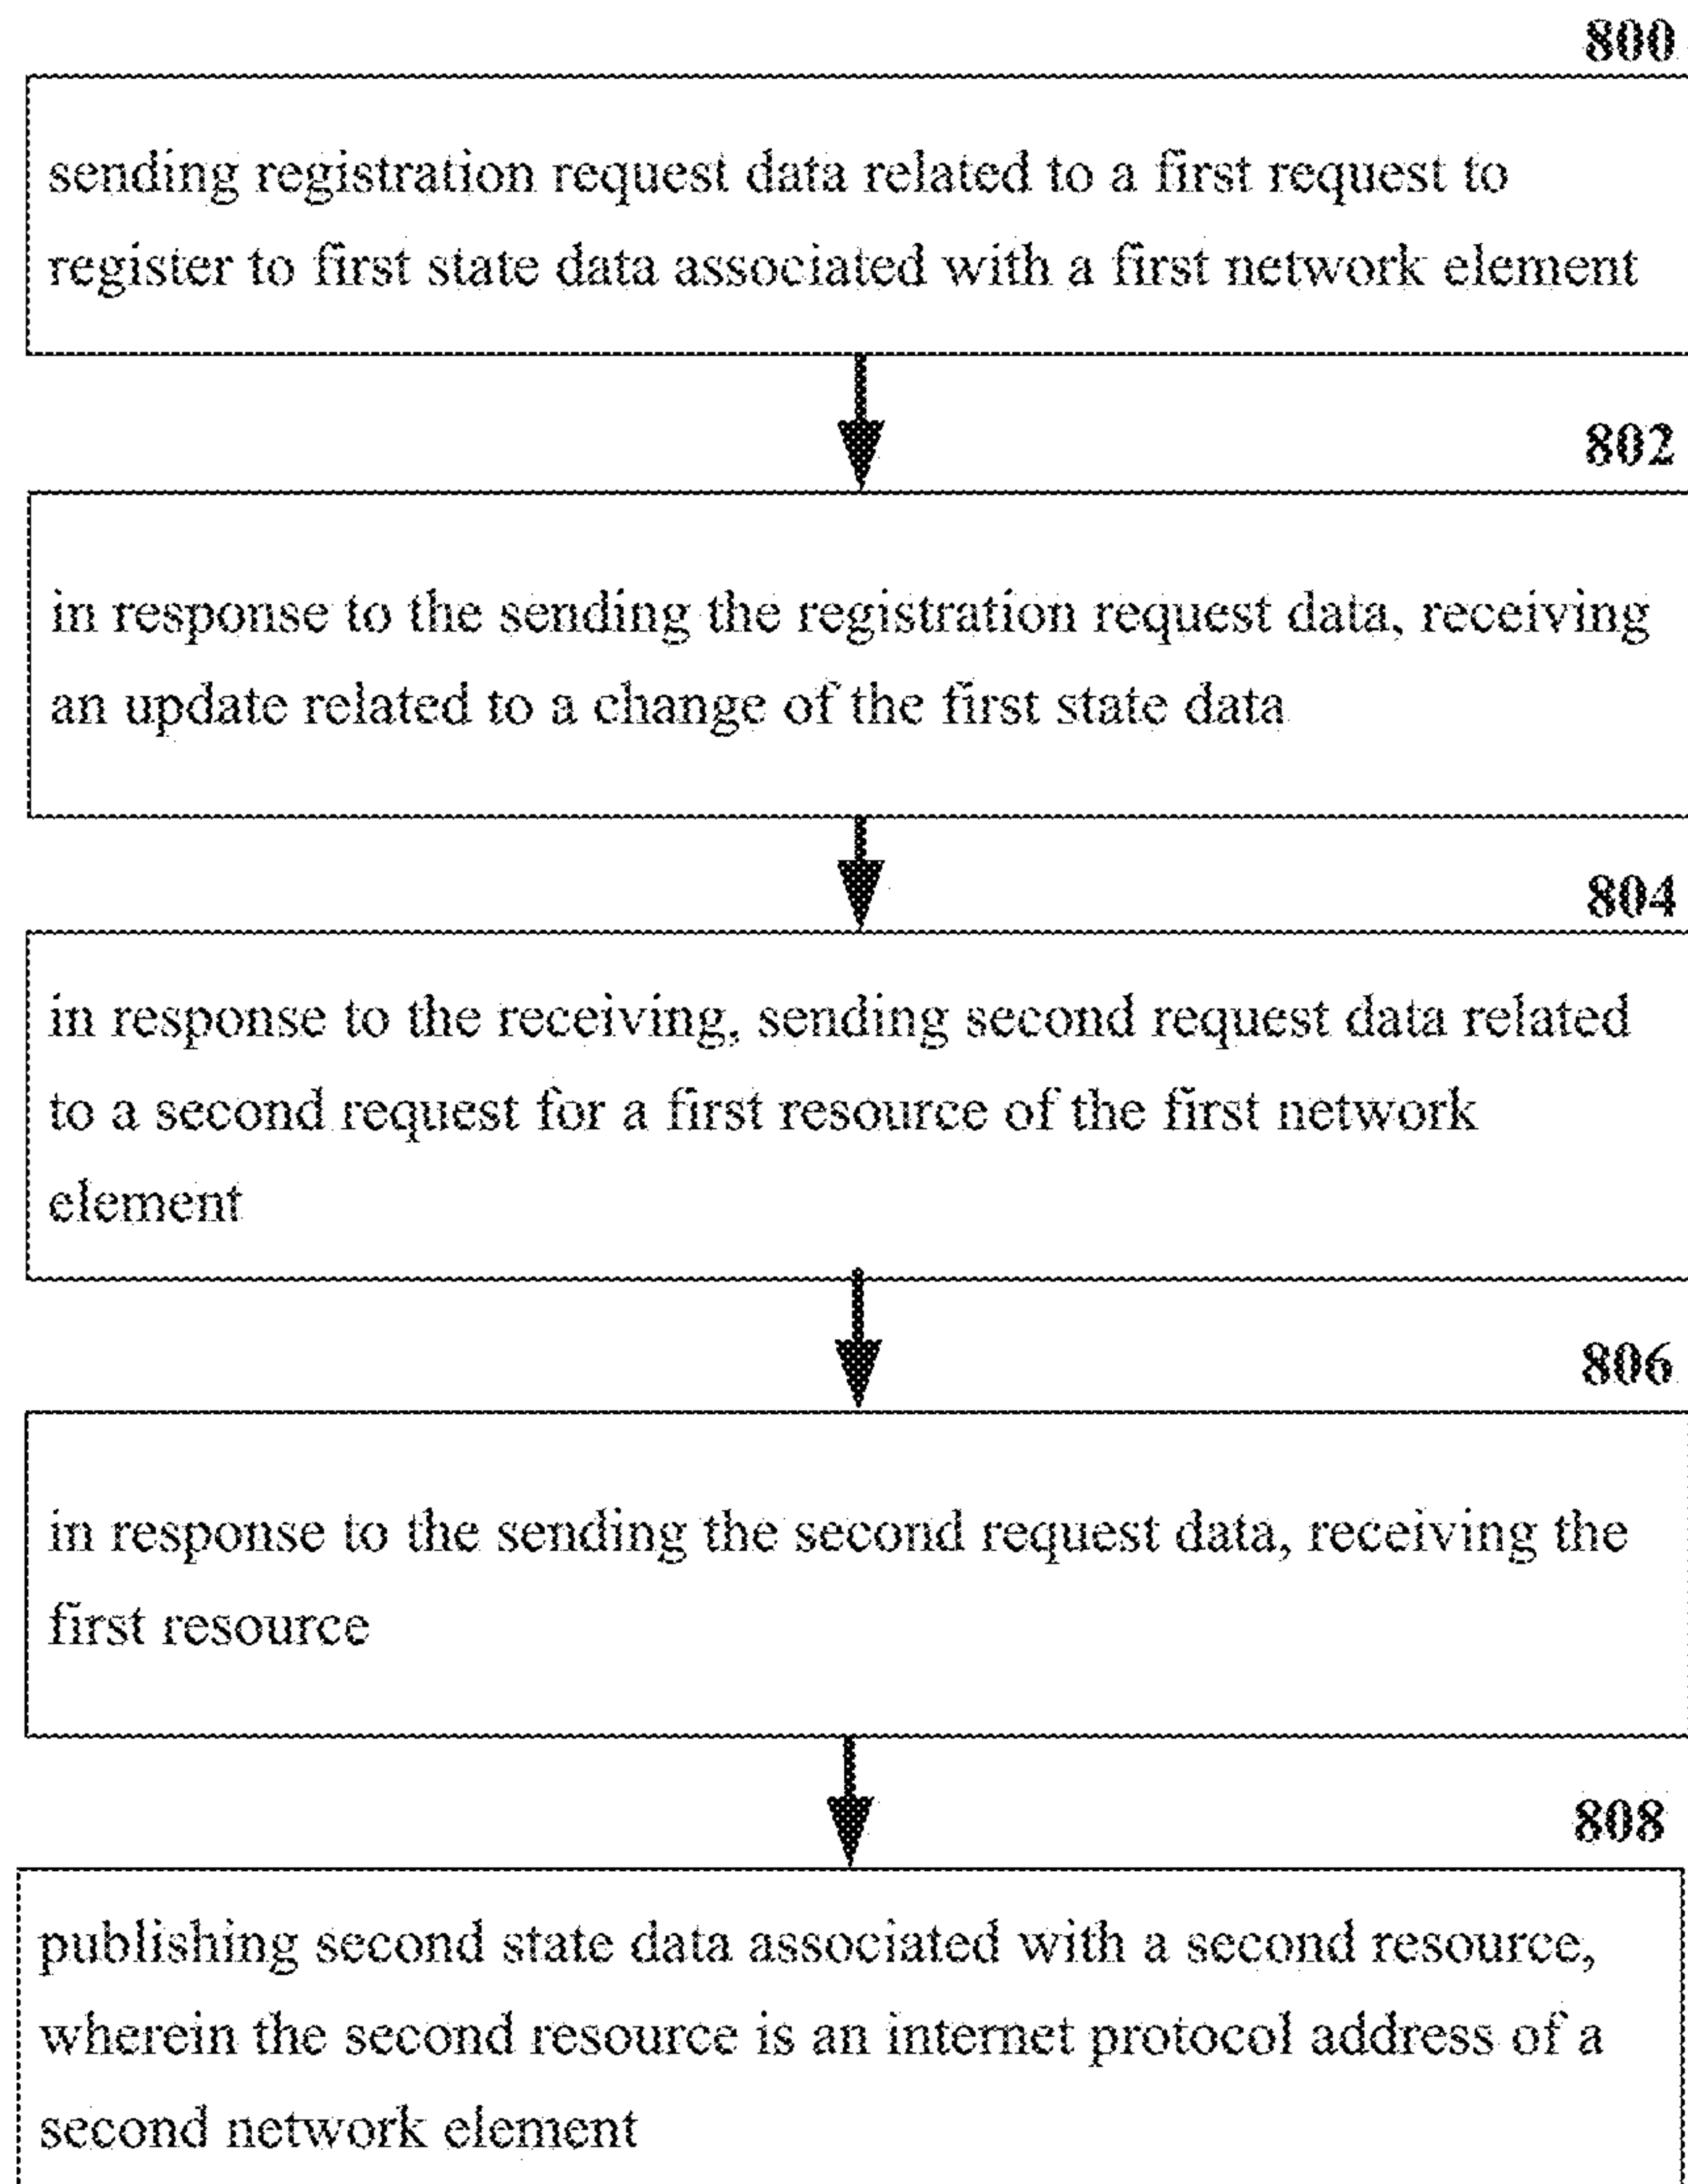 800
sending registration request data related to a first request to
register to first state data associated with a first network element
802
in response to the sending the registration request data, receiving
an update related to a change of the first state data
804
in response to the receiving, sending second request data related
to a second request for a first resource of the first network
element
806
in response to the sending the second request data, receiving the
first resource
808
publishing second state data associated with a second resource,
wherein the second resource is an internet protocol address of a
second network element